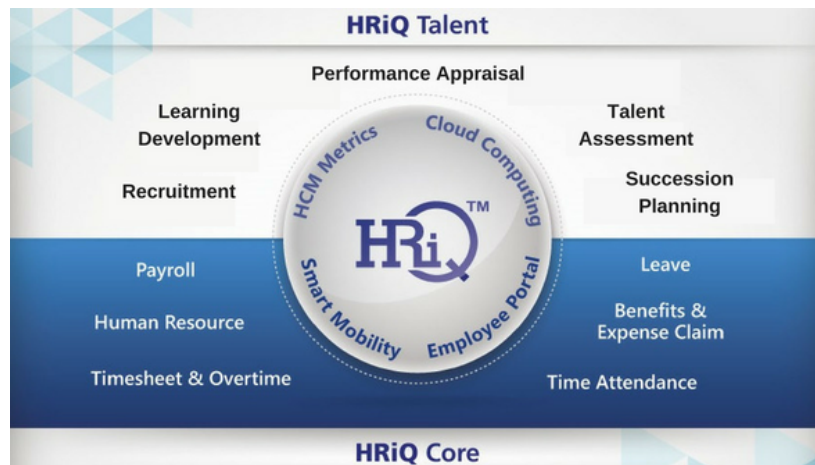 HRiQ Talent
Performance Appraisal
Learning
Development
Talent
Assessment
Recruitment
Succession
Planning
HCM Metrics
Cloud Computing
HRiQ™
Smart Mobility
Employee Portal
Payroll
Leave
Human Resource
Benefits &
Expense Claim
Timesheet & Overtime
Time Attendance
HRiQ Core